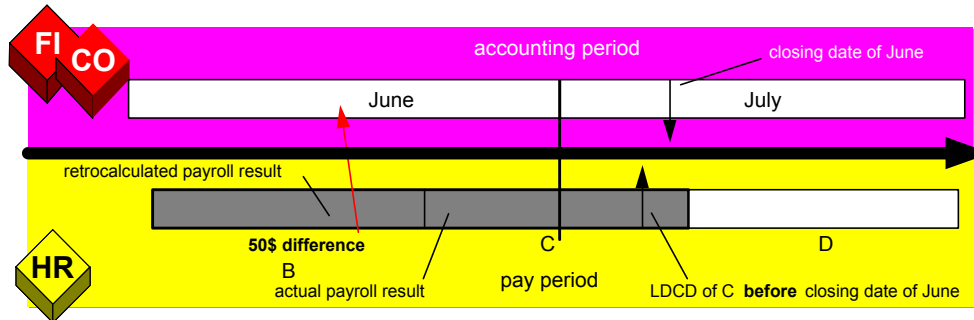 FI
CO
accounting period
closing date of June
June
July
retrocalculated payroll result
50$ difference
B
C
D
HR
actual payroll result
pay period
LDCD of C before closing date of June